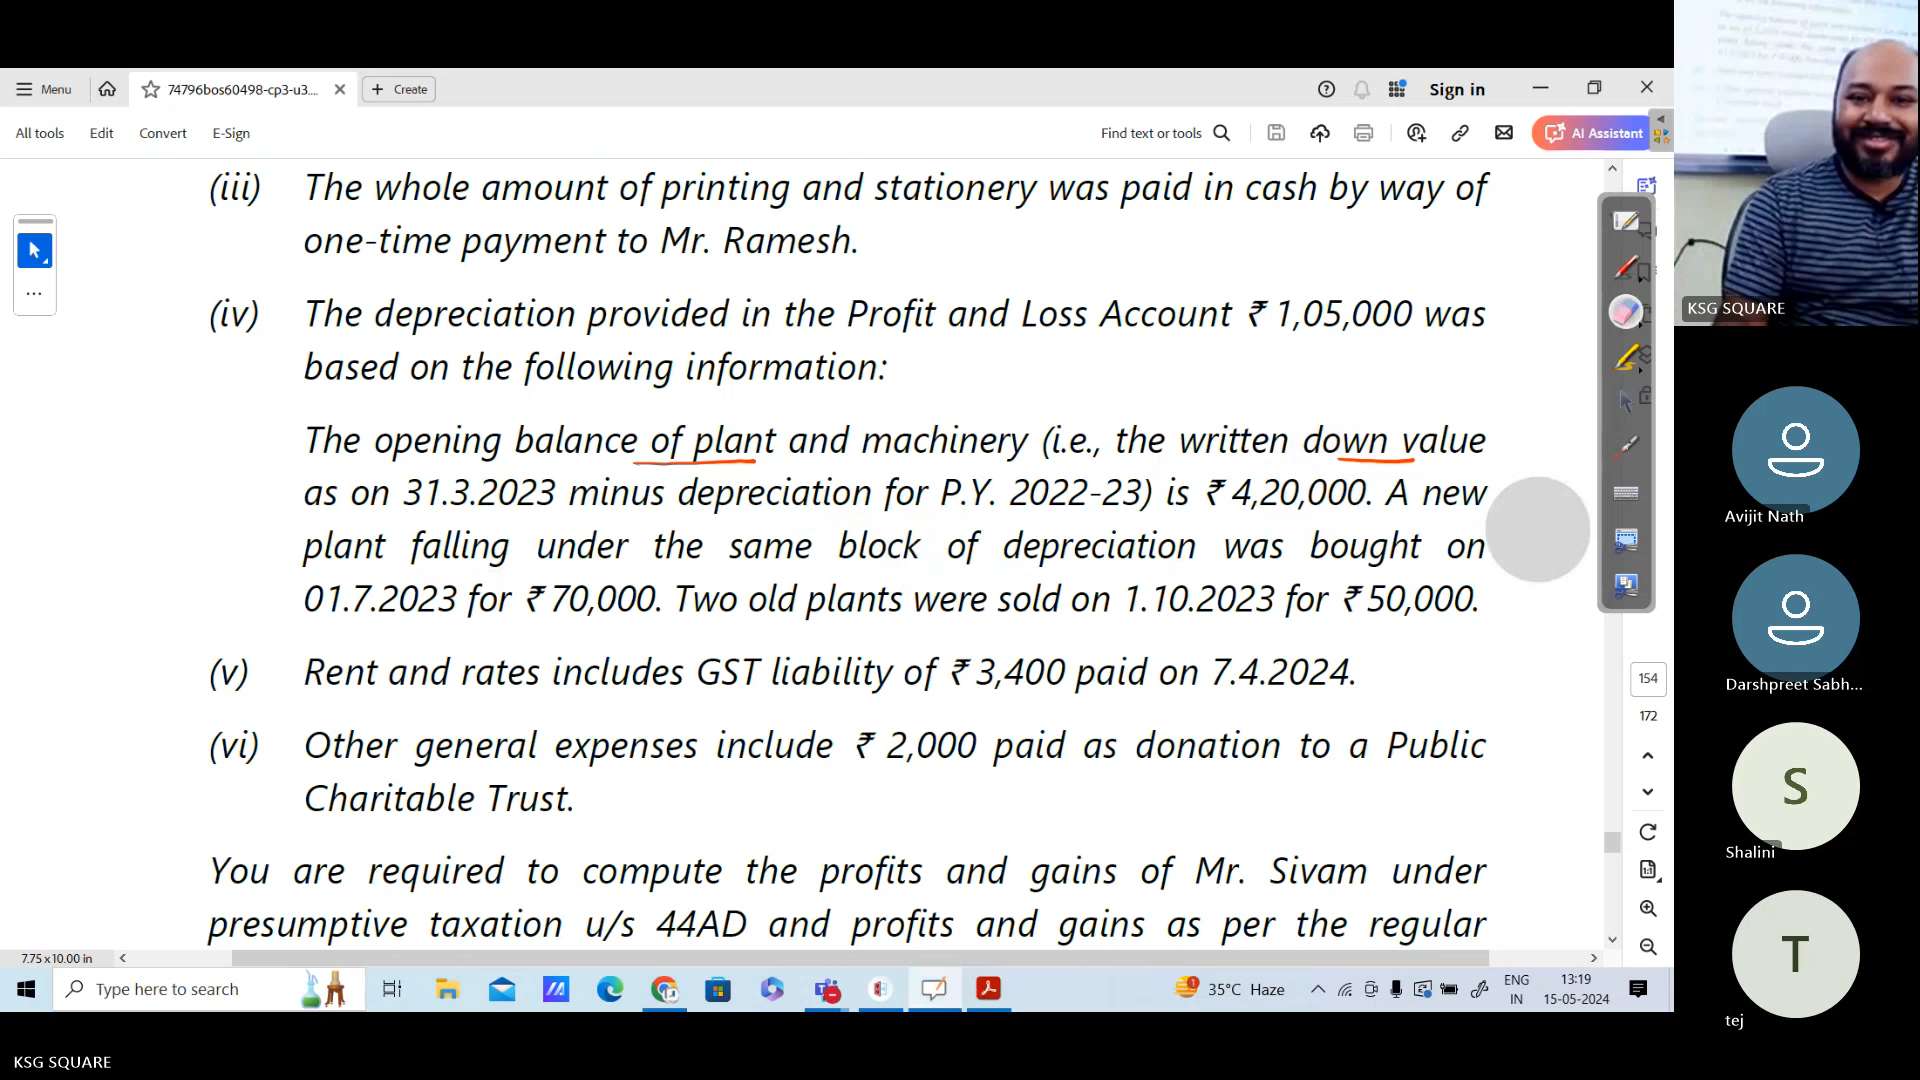 Menu
74796bos60498-cp3-u3....
Create
Sign in
All tools
Edit
Convert
E-Sign
Find text or tools
AI Assistant
(iii) The whole amount of printing and stationery was paid in cash by way of
one-time payment to Mr. Ramesh.
(iv) The depreciation provided in the Profit and Loss Account ₹ 1,05,000 was
based on the following information:
The opening balance of plant and machinery (i.e., the written down value
as on 31.3.2023 minus depreciation for P.Y. 2022-23) is ₹ 4,20,000. A new
plant falling under the same block of depreciation was bought on
01.7.2023 for ₹ 70,000. Two old plants were sold on 1.10.2023 for ₹ 50,000.
(v) Rent and rates includes GST liability of ₹ 3,400 paid on 7.4.2024.
(vi) Other general expenses include ₹ 2,000 paid as donation to a Public
Charitable Trust.
You are required to compute the profits and gains of Mr. Sivam under
presumptive taxation u/s 44AD and profits and gains as per the regular
154
172
7.75 x 10.00 in
Type here to search
35°C Haze
ENG
IN
13:19
15-05-2024
KSG SQUARE
Avijit Nath
Darshpreet Sabh...
S
Shalini
T
tej
KSG SQUARE